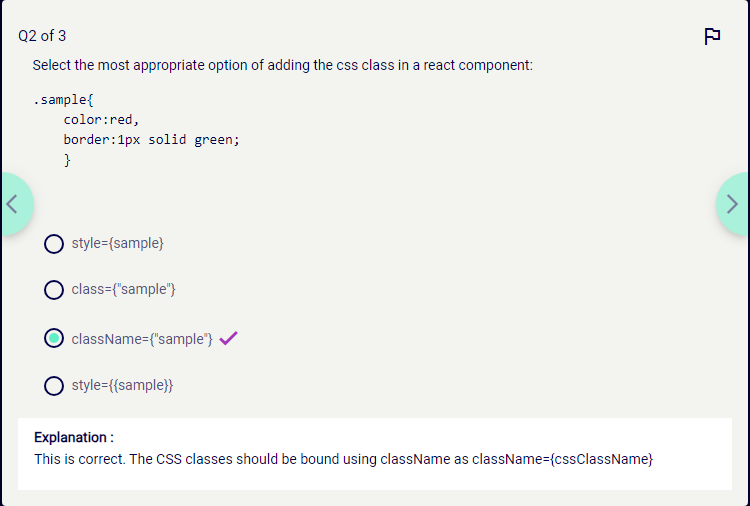 Q2 of 3
Select the most appropriate option of adding the css class in a react component:
.sample{
color:red,
border:1px solid green;
}
style={sample}
class={"sample"}
className={"sample"}
style={{sample}}
Explanation :
This is correct. The CSS classes should be bound using className as className={cssClassName}